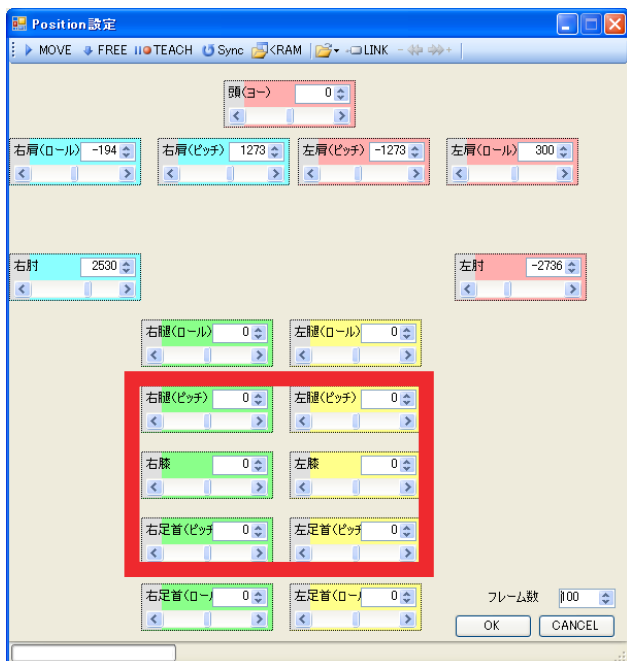 Position設定
MOVE FREE TEACH Sync <RAM LINK - +
頭(ヨー) 0
右肩(ロール) -194 右肩(ピッチ) 1273 左肩(ピッチ) -1273 左肩(ロール) 300
右肘 2530 左肘 -2736
右腿(ロール) 0 左腿(ロール) 0
右腿(ピッチ) 0 左腿(ピッチ) 0
右膝 0 左膝 0
右足首(ピッチ 0 左足首(ピッチ 0
右足首(ロー 0 左足首(ロー 0
フレーム数 100
OK CANCEL